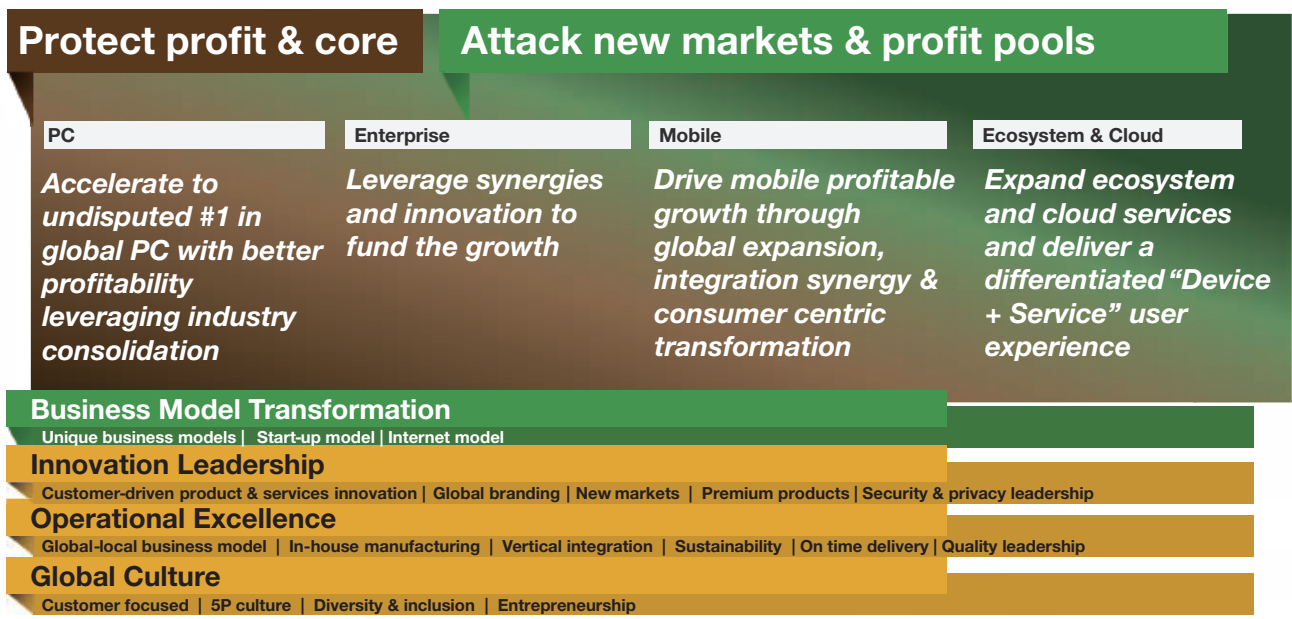 Protect profit & core
Attack new markets & profit pools
PC
Accelerate to
undisputed #1 in
global PC with better
profitability
leveraging industry
consolidation
Enterprise
Leverage synergies
and innovation to
fund the growth
Mobile
Drive mobile profitable
growth through
global expansion,
integration synergy &
consumer centric
transformation
Ecosystem & Cloud
Expand ecosystem
and cloud services
and deliver a
differentiated “Device
+ Service” user
experience
Business Model Transformation
Unique business models | Start-up model | Internet model
Innovation Leadership
Customer-driven product & services innovation | Global branding | New markets | Premium products | Security & privacy leadership
Operational Excellence
Global-local business model | In-house manufacturing | Vertical integration | Sustainability | On time delivery | Quality leadership
Global Culture
Customer focused | 5P culture | Diversity & inclusion | Entrepreneurship